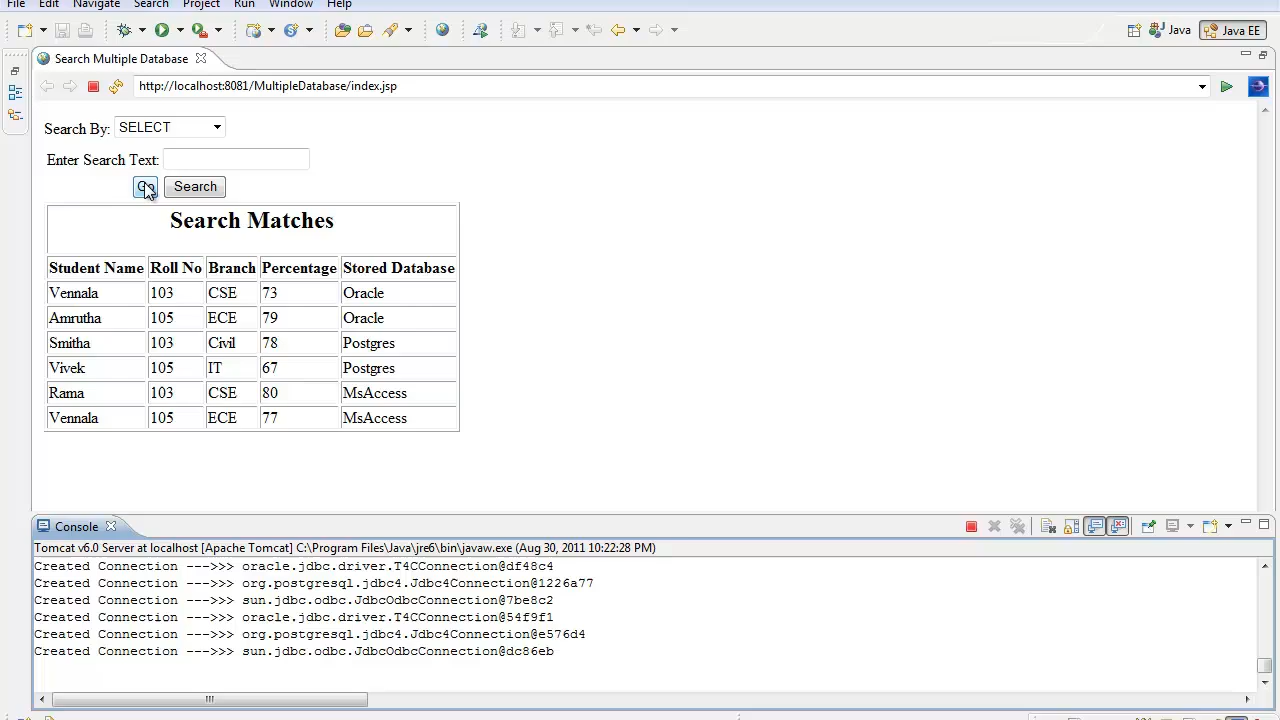 File Edit Navigate Search Project Run Window Help
Java Java EE
Search Multiple Database
http://localhost:8081/MultipleDatabase/index.jsp
Search By: SELECT
Enter Search Text:
Search
Search Matches
Student Name Roll No Branch Percentage Stored Database
Vennala 103 CSE 73 Oracle
Amrutha 105 ECE 79 Oracle
Smitha 103 Civil 78 Postgres
Vivek 105 IT 67 Postgres
Rama 103 CSE 80 MsAccess
Vennala 105 ECE 77 MsAccess
Console
Tomcat v6.0 Server at localhost [Apache Tomcat] C:\Program Files\Java\jre6\bin\javaw.exe (Aug 30, 2011 10:22:28 PM)
Created Connection --->>> oracle.jdbc.driver.T4CConnection@df48c4
Created Connection --->>> org.postgresql.jdbc4.Jdbc4Connection@1226a77
Created Connection --->>> sun.jdbc.odbc.JdbcOdbcConnection@7be8c2
Created Connection --->>> oracle.jdbc.driver.T4CConnection@54f9f1
Created Connection --->>> org.postgresql.jdbc4.Jdbc4Connection@e576d4
Created Connection --->>> sun.jdbc.odbc.JdbcOdbcConnection@dc86eb